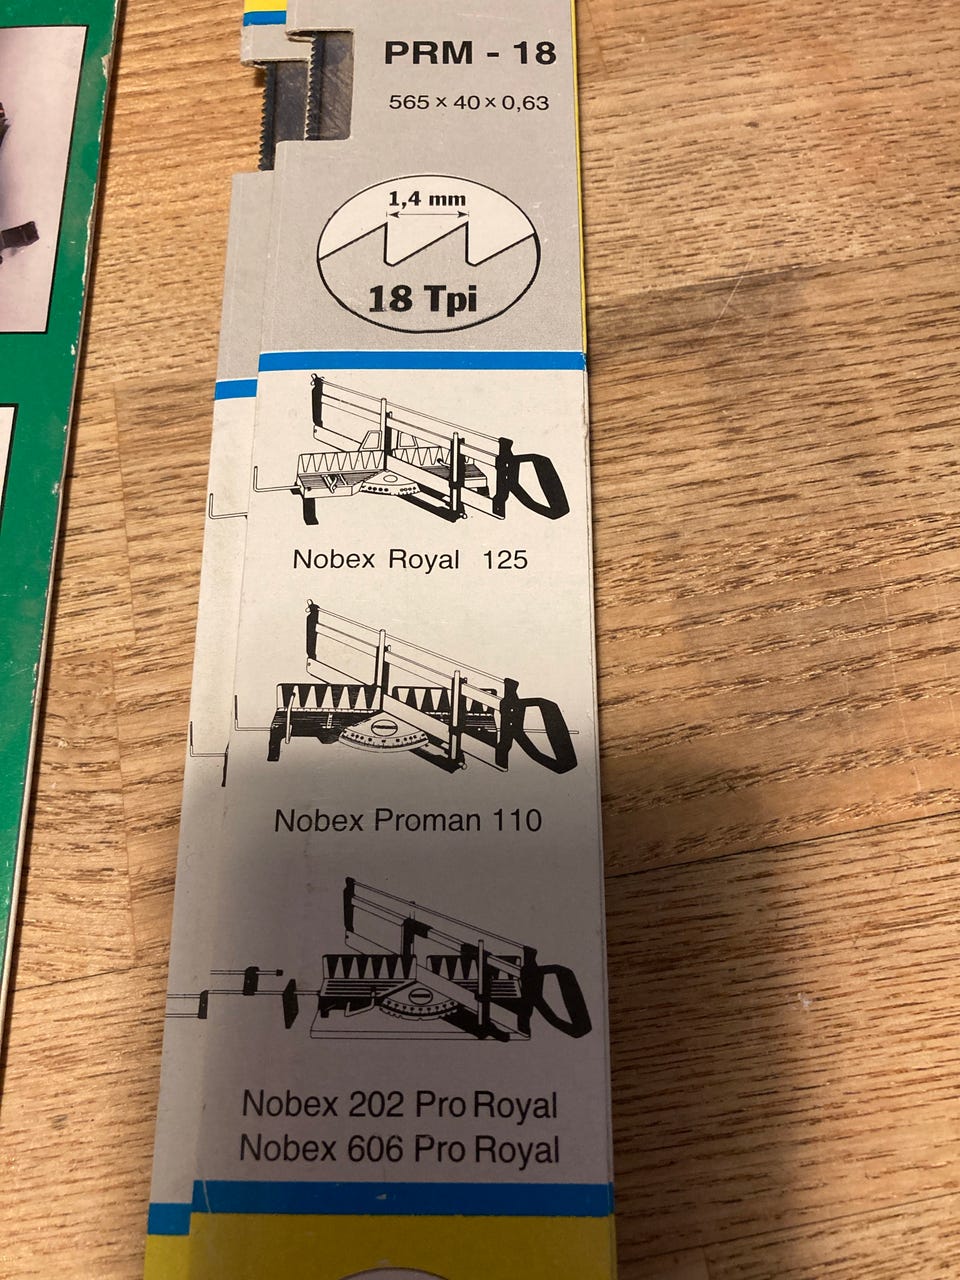 PRM - 18
565 × 40 × 0,63
1,4 mm
18 Tpi
Nobex Royal 125
Nobex Proman 110
Nobex 202 Pro Royal
Nobex 606 Pro Royal